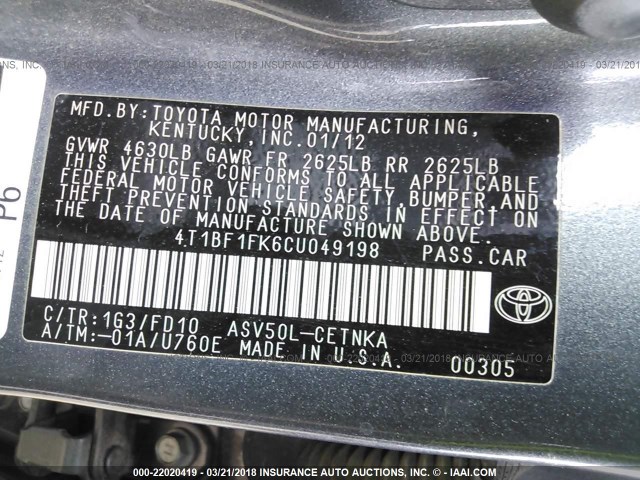 MFD.BY:TOYOTA MOTOR MANUFACTURING,
KENTUCKY, INC. 01/12
GVWR 4630LB GAWR FR 2625LB RR 2625LB
THIS VEHICLE CONFORMS TO ALL APPLICABLE
FEDERAL MOTOR VEHICLE SAFETY, BUMPER, AND
THEFT PREVENTION STANDARDS IN EFFECT ON
THE DATE OF MANUFACTURE SHOWN ABOVE.
4T1BF1FK6CU049198 PASS.CAR
C/TR:1G3/FD10 ASV50L-CETNKA
A/TM:-01A/U760E MADE IN U.S.A. 00305
P6
000-22020419 - 03/21/2018 INSURANCE AUTO AUCTIONS - © - IAAI.COM